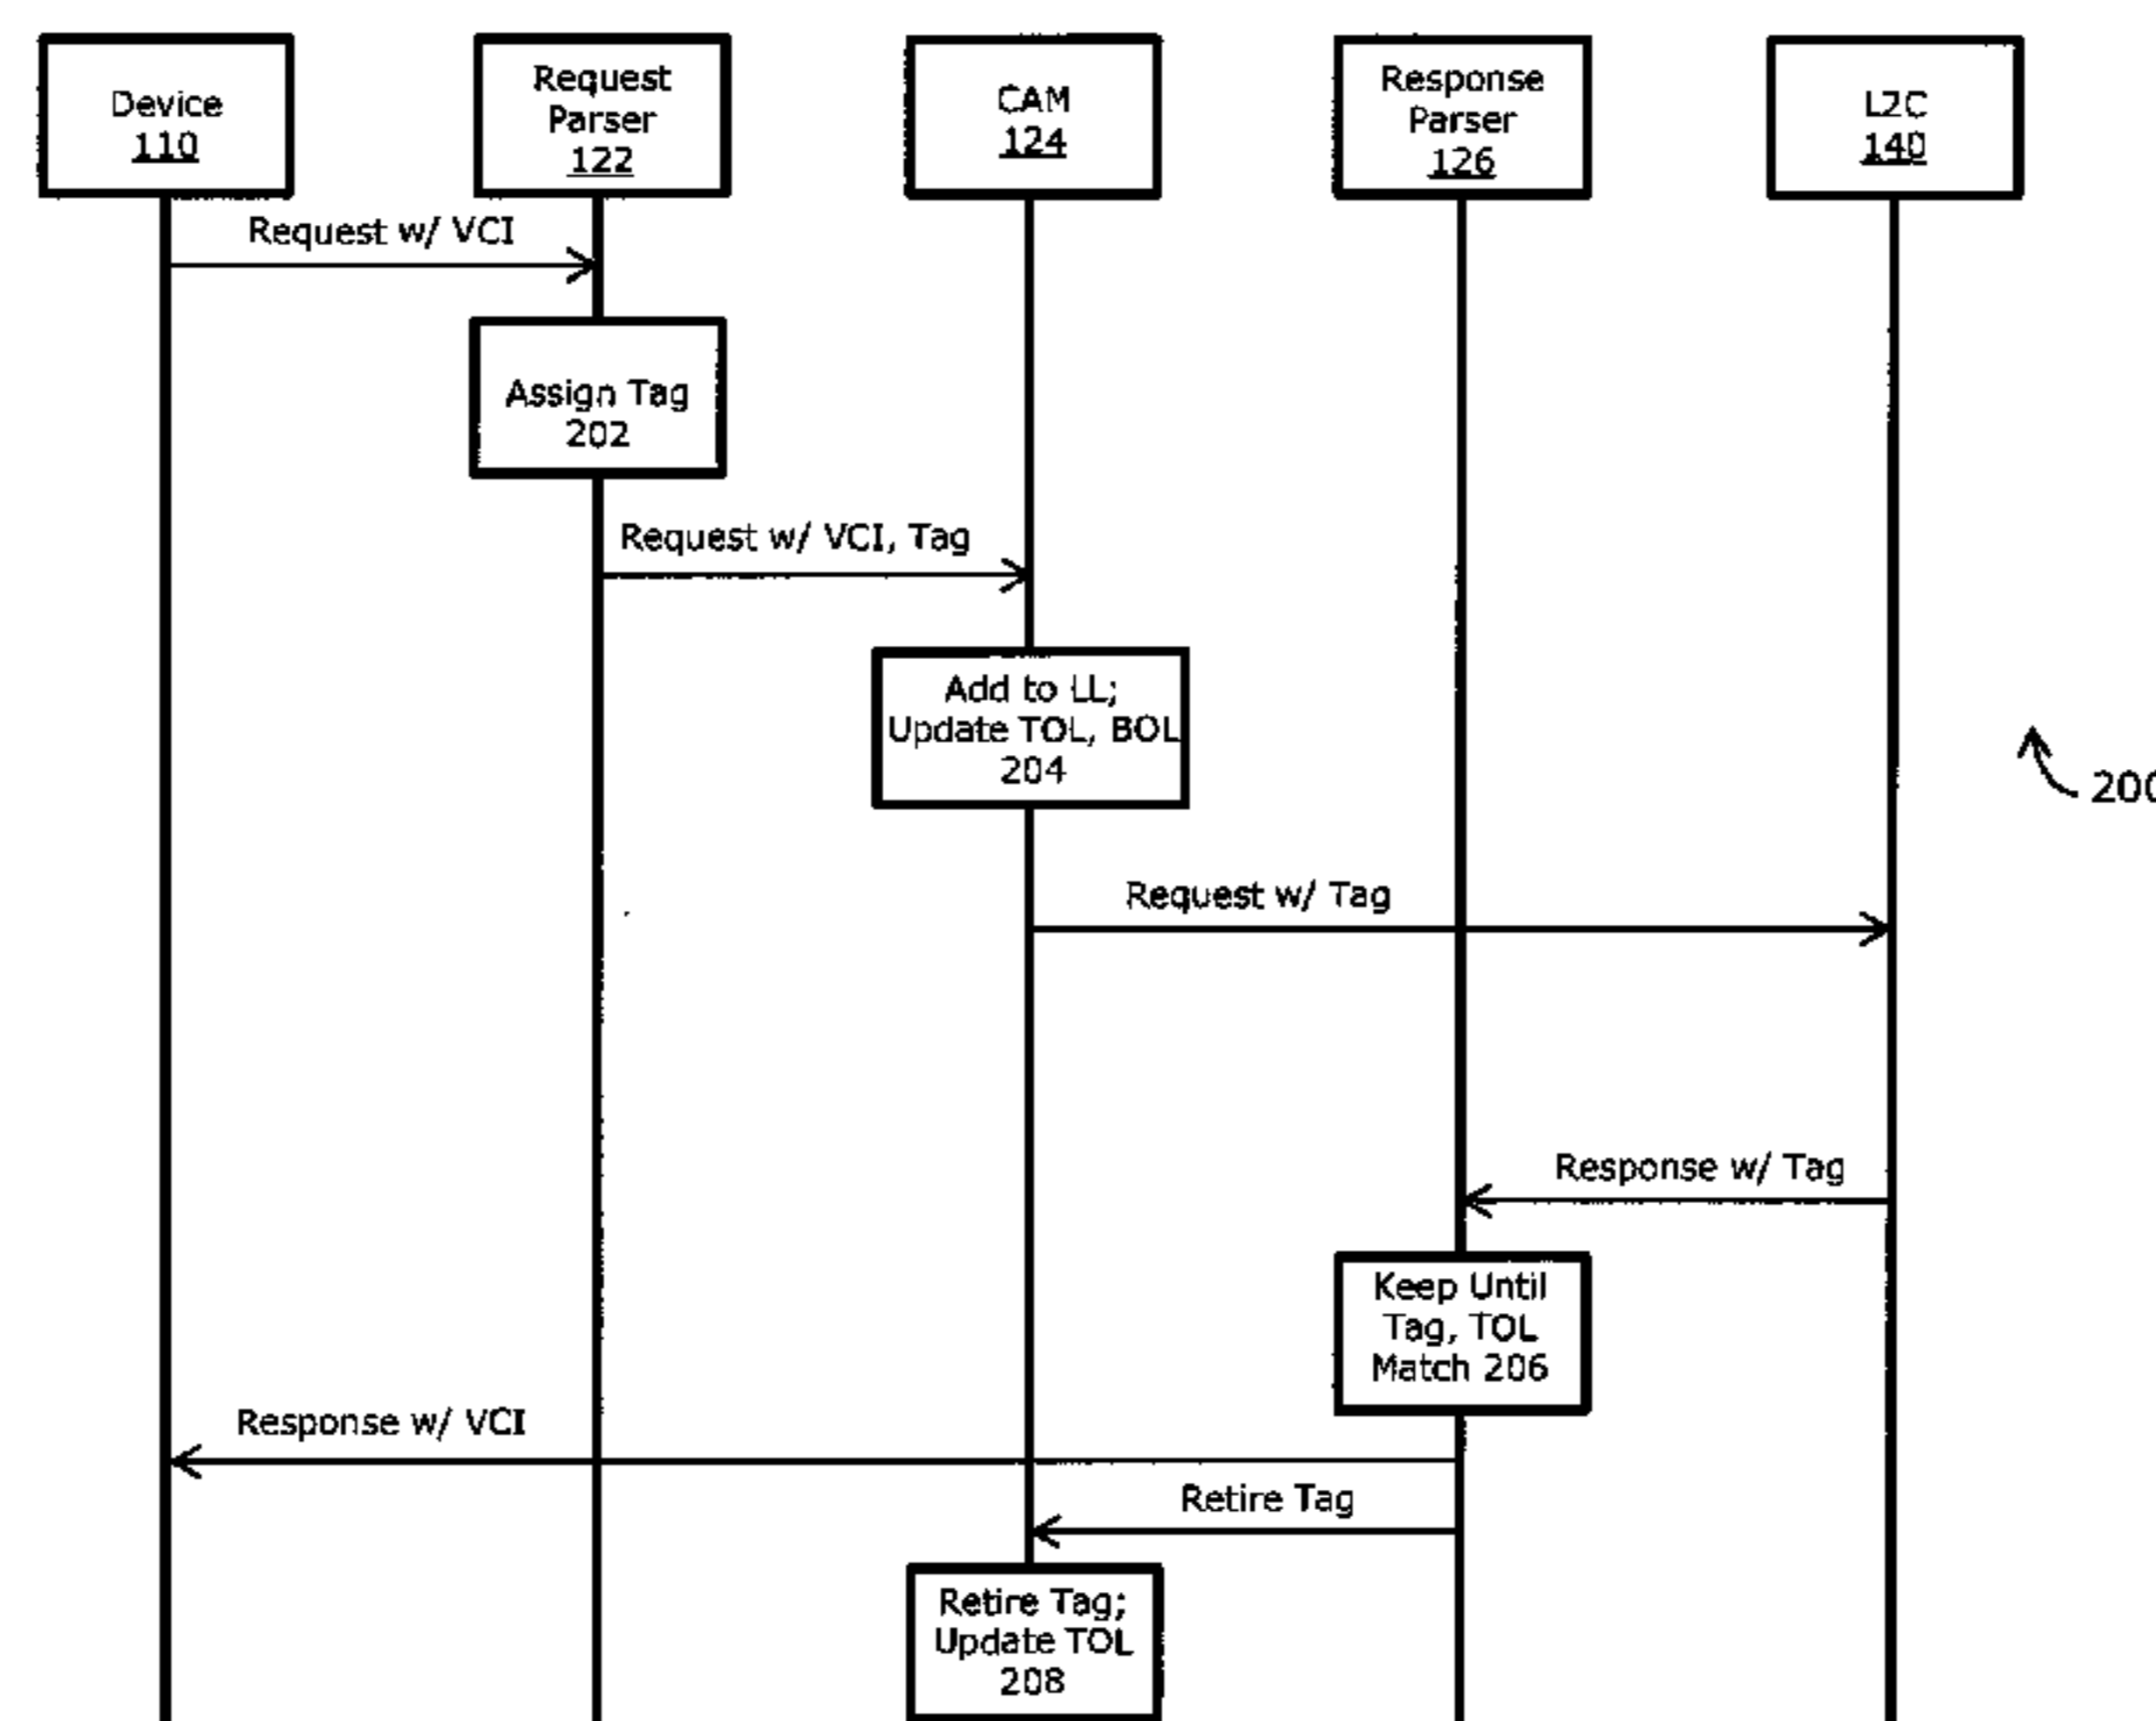 Device
110
Request
Parser
122
CAM
124
Response
Parser
126
L2C
140
Request w/ VCI
Assign Tag
202
Request w/ VCI, Tag
Add to LL;
Update TOL, BOL
204
200
Request w/ Tag
Response w/ Tag
Keep Until
Tag, TOL
Match 206
Response w/ VCI
Retire Tag
Retire Tag;
Update TOL
208